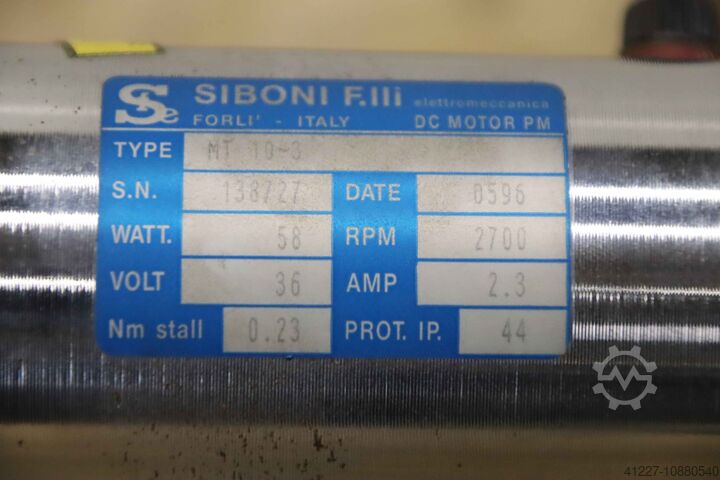 Se SIBONI F.lli elettromeccanica
FORLI' - ITALY DC MOTOR PM
TYPE MT 10-3
S.N. 138727 DATE 0596
WATT. 58 RPM 2700
VOLT 36 AMP 2.3
Nm stall 0.23 PROT. IP. 44
41227-10880540